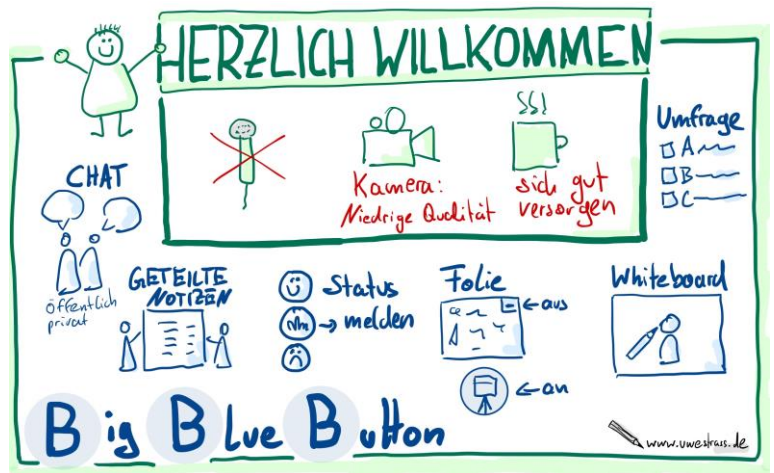 HERZLICH WILLKOMMEN
Kamera:
Niedrige Qualität
sich gut
versorgen
Umfrage
A
B
C
CHAT
öffentlich
privat
GETEILTE
NOTIZEN
Status
→ melden
Folie
← aus
← an
Whiteboard
Big Blue Button
www.uwestrass.de